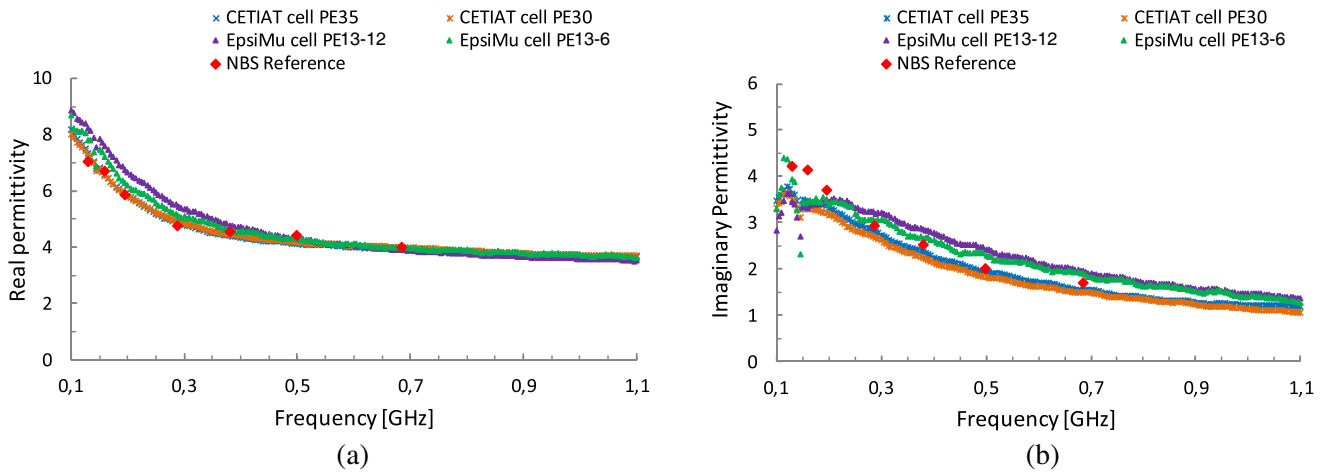 CETIAT cell PE35
CETIAT cell PE30
EpsiMu cell PE13-12
EpsiMu cell PE13-6
NBS Reference
10
8
6
4
2
0
Real permittivity
0,1 0,3 0,5 0,7 0,9 1,1
Frequency [GHz]
(a)
CETIAT cell PE35
CETIAT cell PE30
EpsiMu cell PE13-12
EpsiMu cell PE13-6
NBS Reference
6
5
4
3
2
1
0
Imaginary Permittivity
0,1 0,3 0,5 0,7 0,9 1,1
Frequency [GHz]
(b)